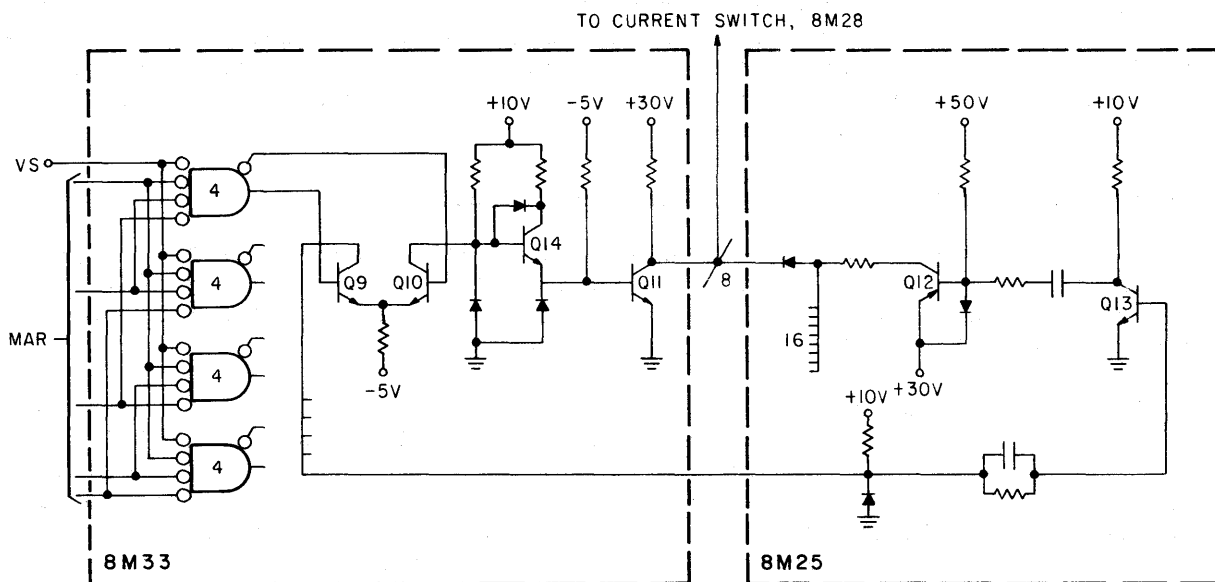 TO CURRENT SWITCH, 8M28
+10V
-5V
+30V
+50V
+10V
VS
4
Q14
4
Q9
Q10
Q11
8
Q12
Q13
MAR
16
4
-5V
+10V
+30V
4
8M33
8M25